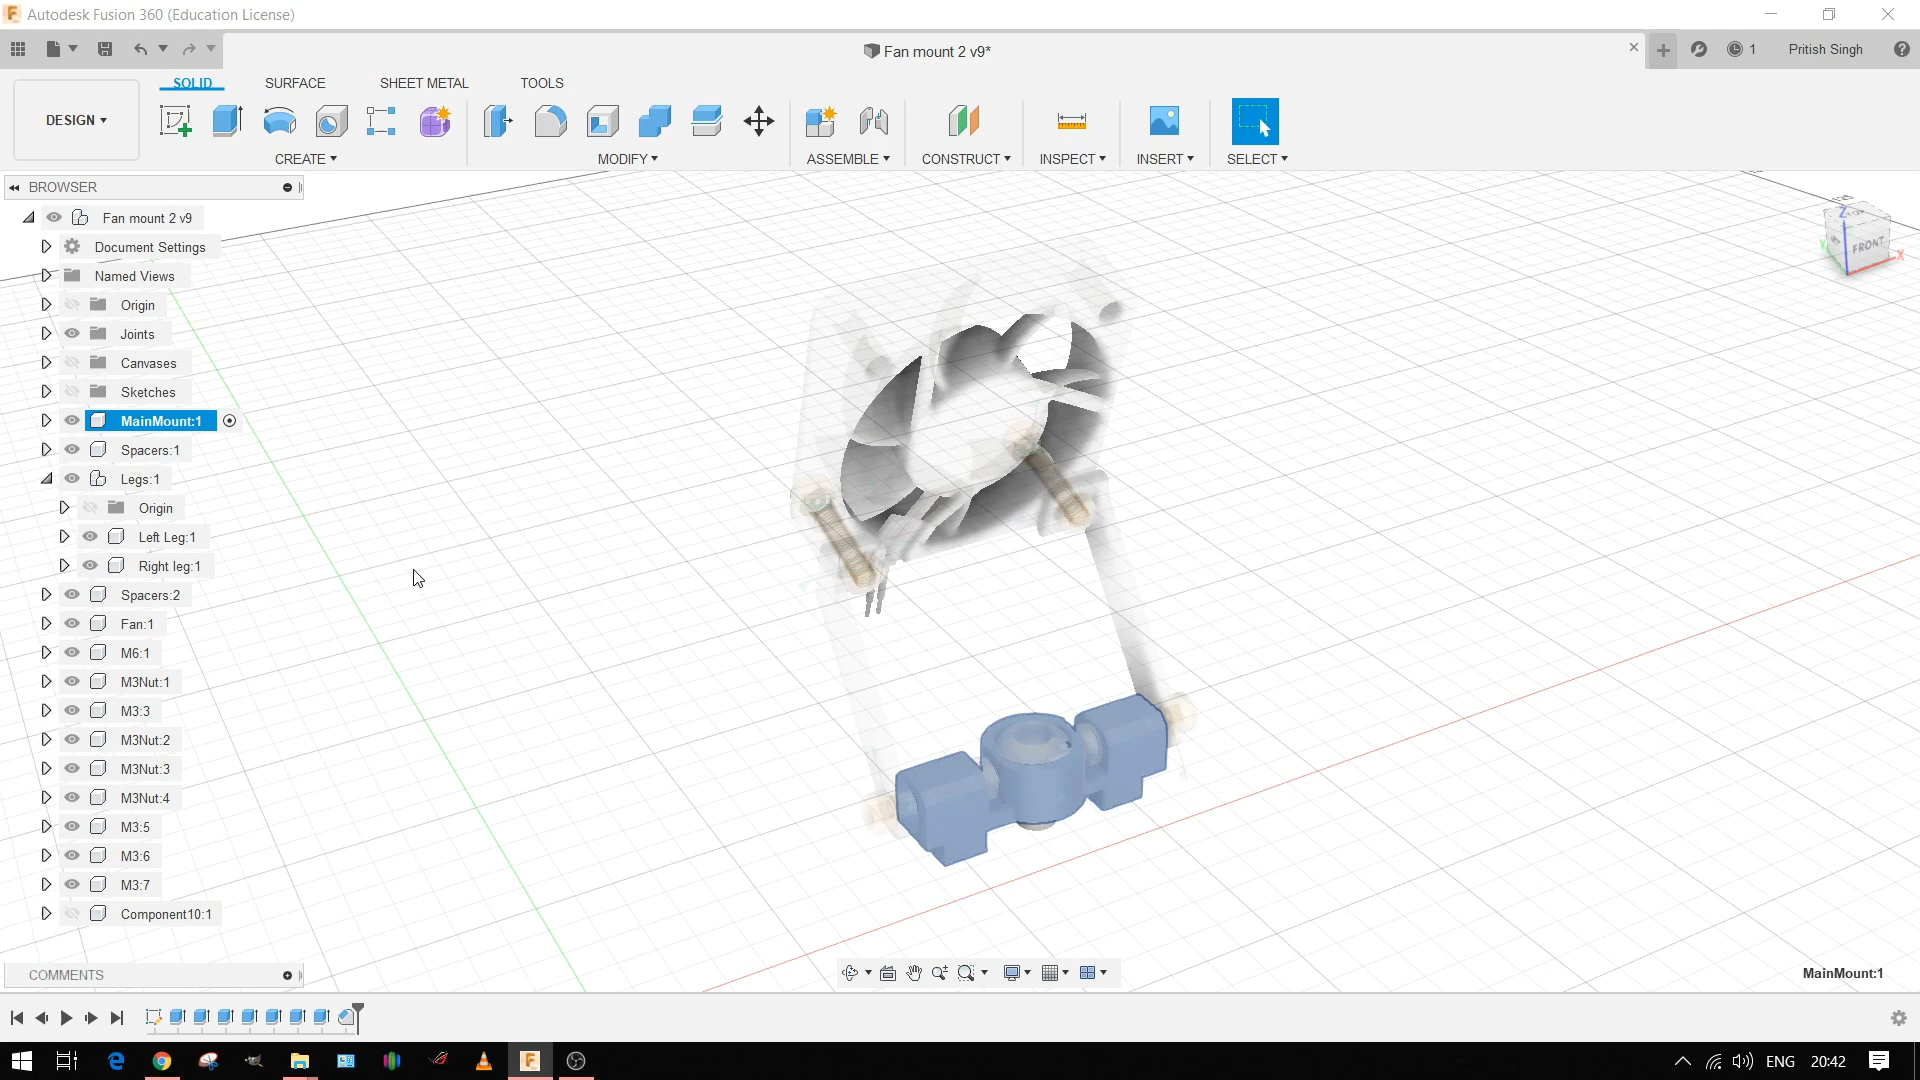 Autodesk Fusion 360 (Education License)
Fan mount 2 v9*
1
Pritish Singh
DESIGN
SOLID
SURFACE
SHEET METAL
TOOLS
CREATE
MODIFY
ASSEMBLE
CONSTRUCT
INSPECT
INSERT
SELECT
BROWSER
Fan mount 2 v9
Document Settings
Named Views
Origin
Joints
Canvases
Sketches
MainMount:1
Spacers:1
Legs:1
Origin
Left Leg:1
Right leg:1
Spacers:2
Fan:1
M6:1
M3Nut:1
M3:3
M3Nut:2
M3Nut:3
M3Nut:4
M3:5
M3:6
M3:7
Component10:1
Z
TOP
FRONT
Y
X
COMMENTS
MainMount:1
ENG
20:42